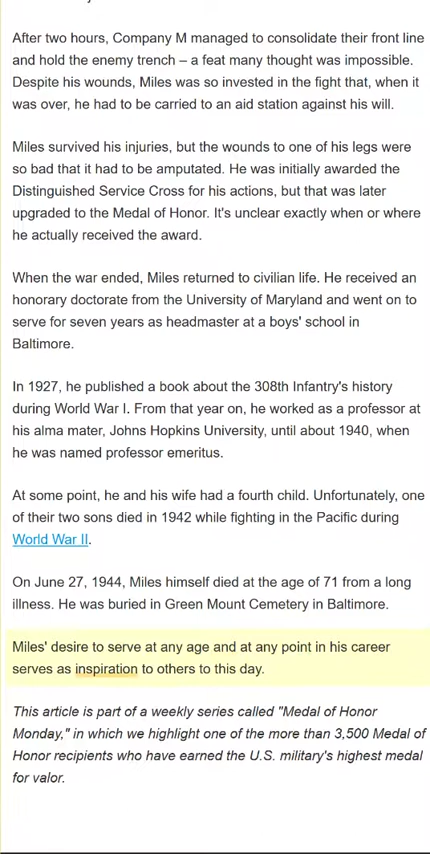 After two hours, Company M managed to consolidate their front line
and hold the enemy trench – a feat many thought was impossible.
Despite his wounds, Miles was so invested in the fight that, when it
was over, he had to be carried to an aid station against his will.
Miles survived his injuries, but the wounds to one of his legs were
so bad that it had to be amputated. He was initially awarded the
Distinguished Service Cross for his actions, but that was later
upgraded to the Medal of Honor. It's unclear exactly when or where
he actually received the award.
When the war ended, Miles returned to civilian life. He received an
honorary doctorate from the University of Maryland and went on to
serve for seven years as headmaster at a boys' school in
Baltimore.
In 1927, he published a book about the 308th Infantry's history
during World War I. From that year on, he worked as a professor at
his alma mater, Johns Hopkins University, until about 1940, when
he was named professor emeritus.
At some point, he and his wife had a fourth child. Unfortunately, one
of their two sons died in 1942 while fighting in the Pacific during
World War II.
On June 27, 1944, Miles himself died at the age of 71 from a long
illness. He was buried in Green Mount Cemetery in Baltimore.
Miles' desire to serve at any age and at any point in his career
serves as inspiration to others to this day.
This article is part of a weekly series called "Medal of Honor
Monday," in which we highlight one of the more than 3,500 Medal of
Honor recipients who have earned the U.S. military's highest medal
for valor.